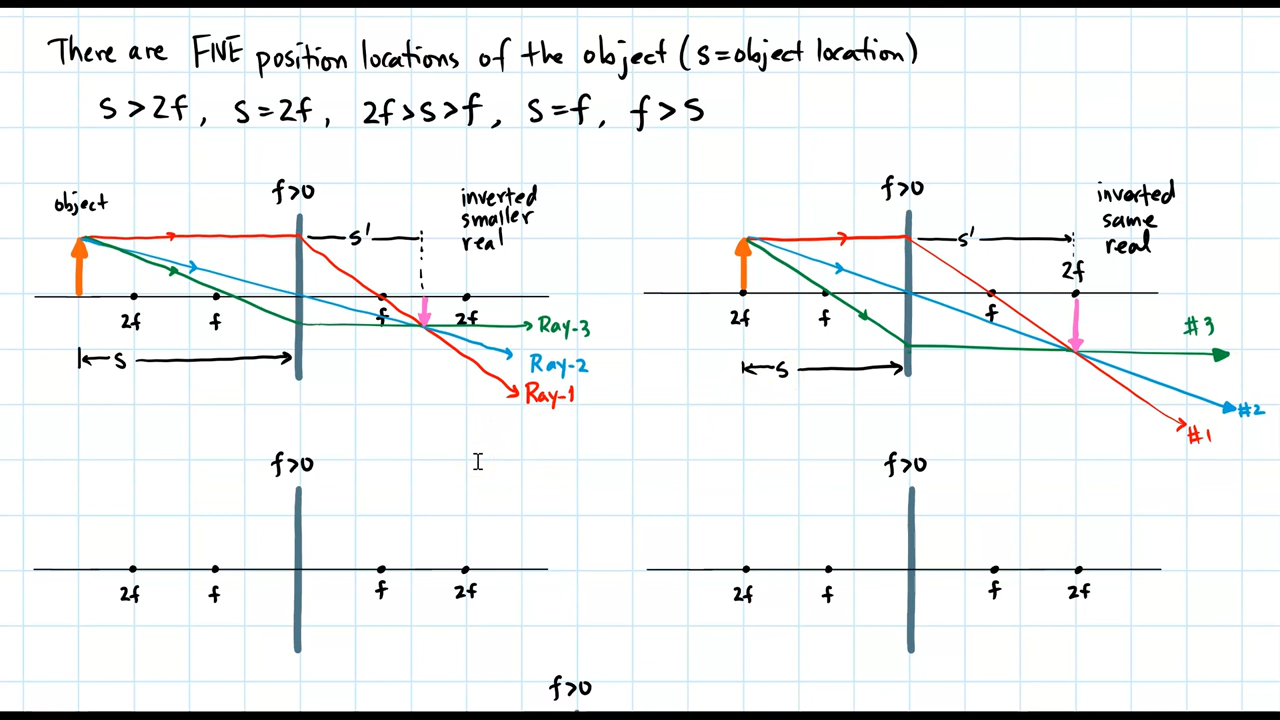 There are FIVE position locations of the object (s=object location)
s > 2f, s = 2f, 2f > s > f, s = f, f > s
object
f>0
inverted
smaller
real
s'
2f
f
f
2f
s
Ray-3
Ray-2
Ray-1
f>0
inverted
same
real
s'
2f
2f
f
f
s
#3
#2
#1
f>0
2f
f
f
2f
f>0
2f
f
f
2f
f>0